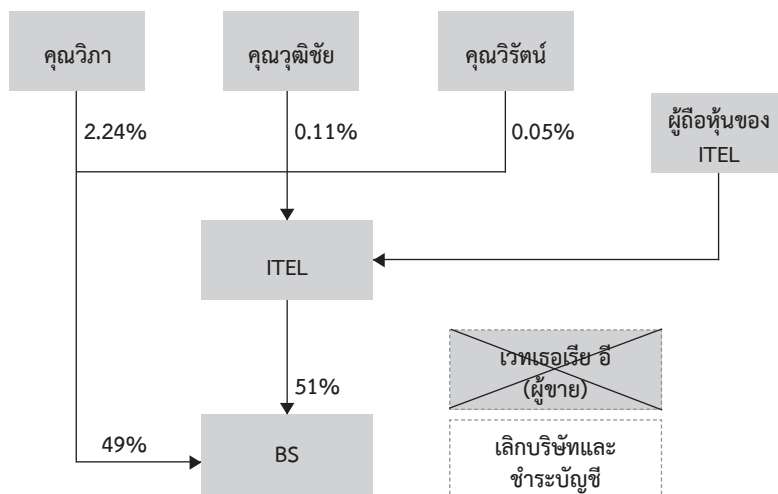 คุณวิภา
คุณวุฒิชัย
คุณวิรัตน์
ผู้ถือหุ้นของ
ITEL
2.24%
0.11%
0.05%
ITEL
51%
49%
BS
เวทเธอเรีย อี
(ผู้ขาย)
เลิกบริษัทและ
ชำระบัญชี